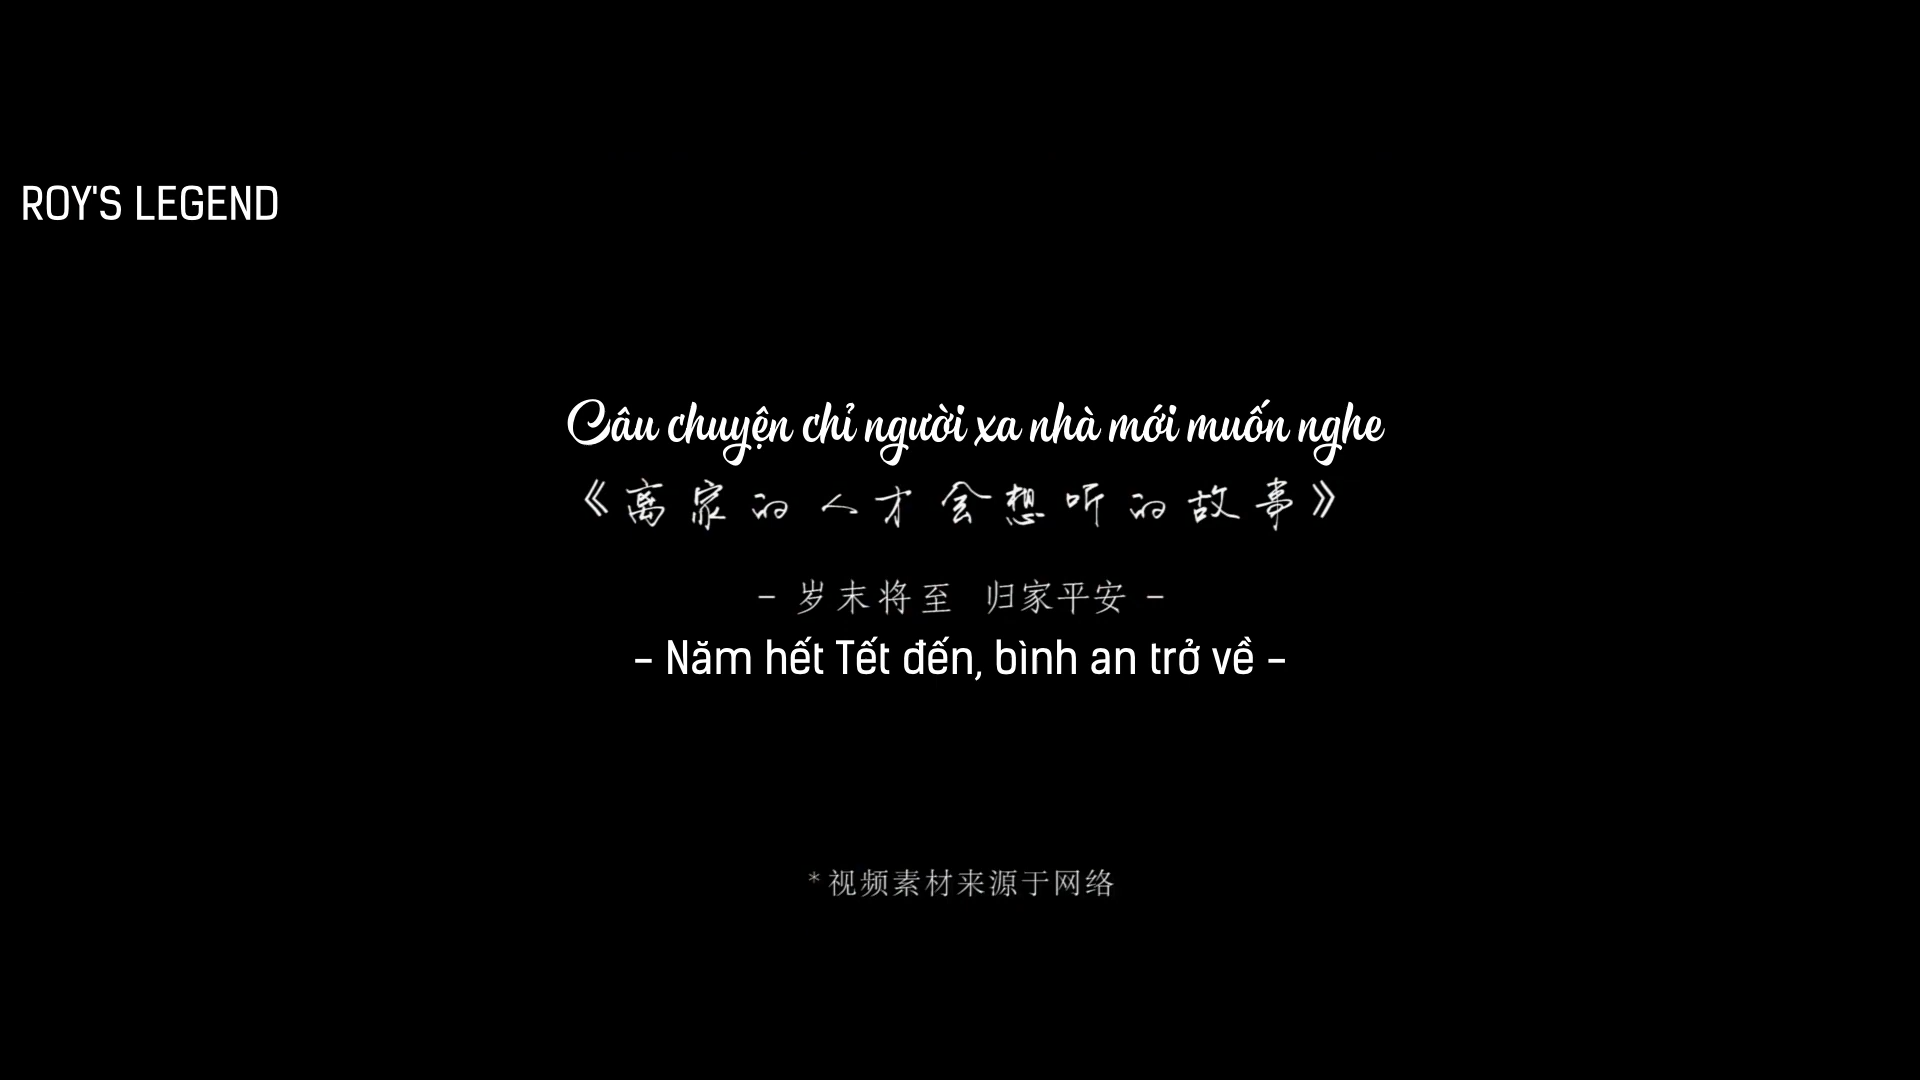 ROY'S LEGEND
Câu chuyện chỉ người xa nhà mới muốn nghe
《离家的人才会想听的故事》
- 岁末将至 归家平安 -
- Năm hết Tết đến, bình an trở về -
*视频素材来源于网络